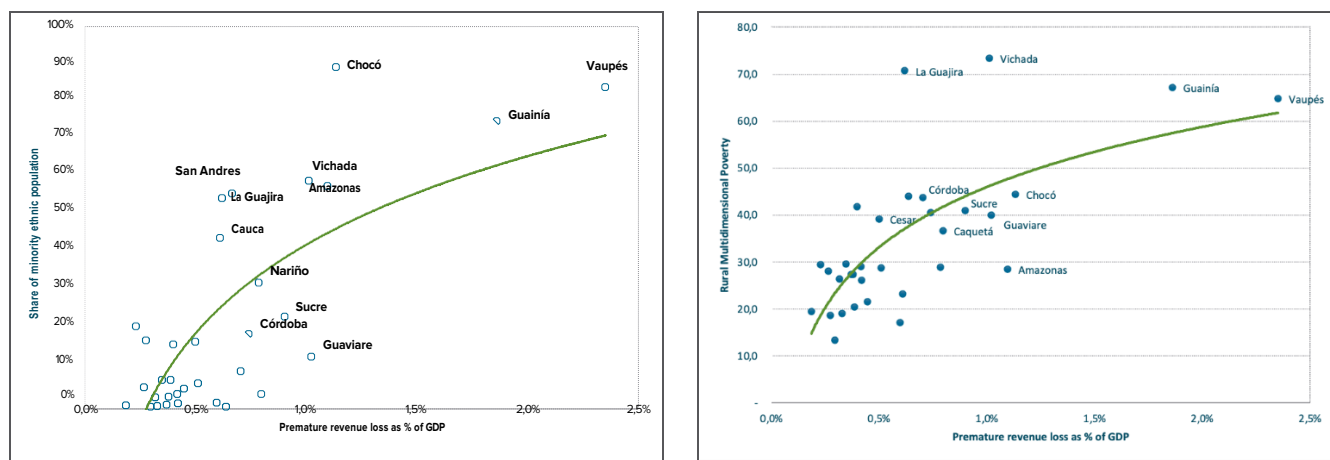 Share of minority ethnic population
100%
90%
80%
70%
60%
50%
40%
30%
20%
10%
0%
Chocó
Vaupés
Guainía
San Andres
Vichada
Amazonas
La Guajira
Cauca
Nariño
Sucre
Córdoba
Guaviare
0,0%
0,5%
1,0%
1,5%
2,0%
2,5%
Premature revenue loss as % of GDP
Rural Multidimensional Poverty
80,0
70,0
60,0
50,0
40,0
30,0
20,0
10,0
-
La Guajira
Vichada
Guainía
Vaupés
Córdoba
Chocó
Sucre
Cesar
Guaviare
Caquetá
Amazonas
0,0%
0,5%
1,0%
1,5%
2,0%
2,5%
Premature revenue loss as % of GDP